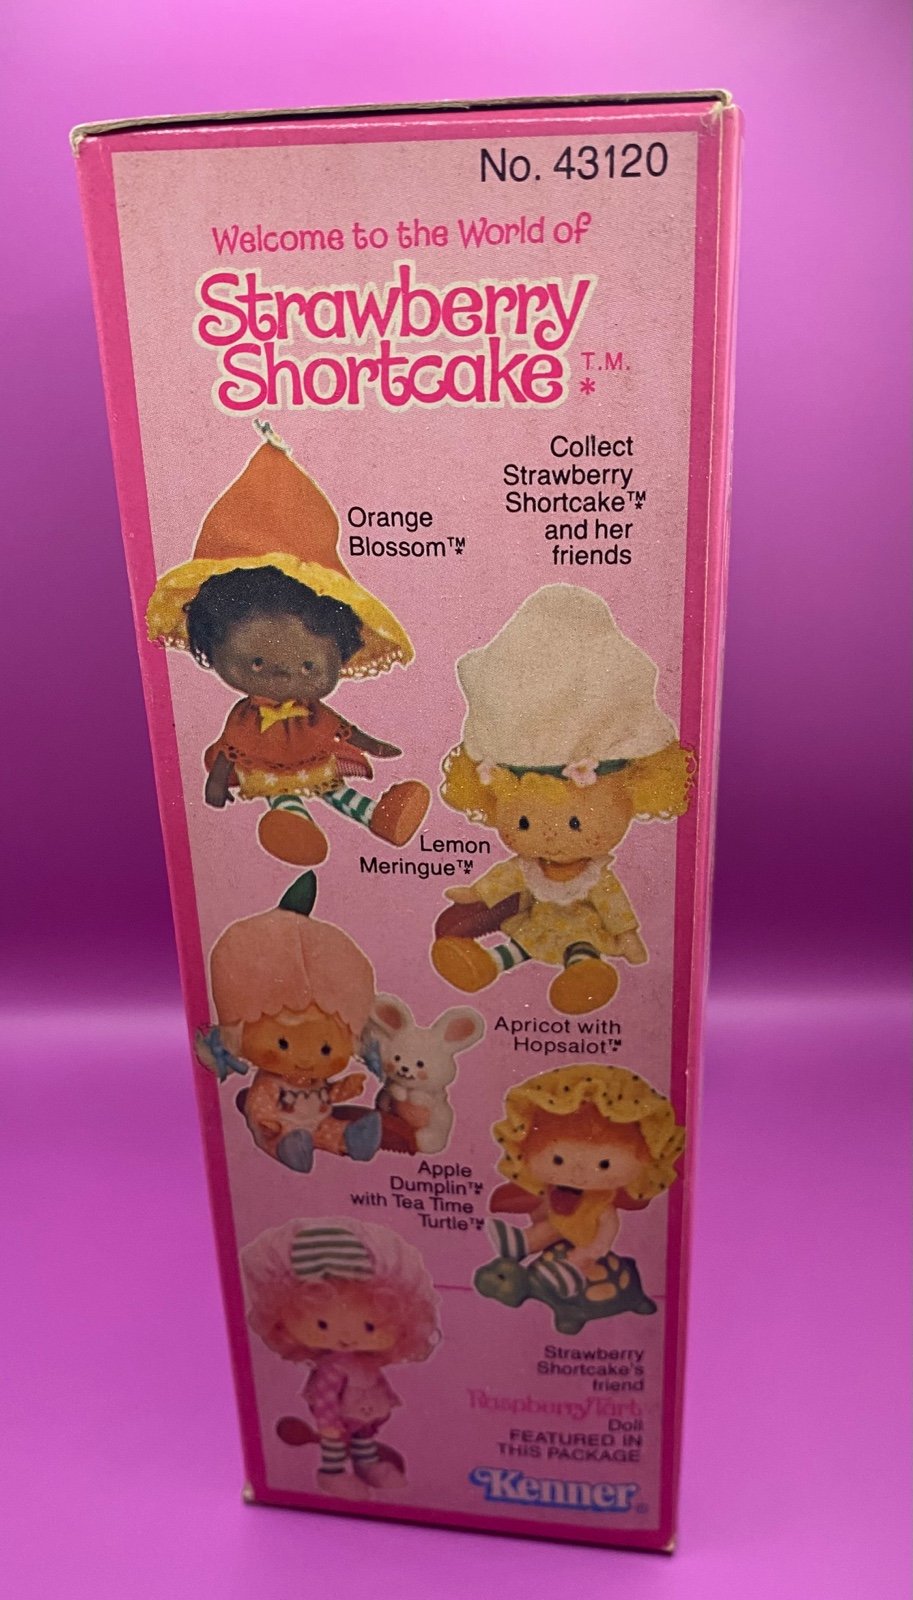 No. 43120
Welcome to the World of
Strawberry
Shortcake T.M.
*
Collect
Strawberry
Shortcake™*
and her
friends
Orange
Blossom™*
Lemon
Meringue™*
Apricot with
Hopsalot™*
Apple
Dumplin™*
with Tea Time
Turtle™*
Strawberry
Shortcake's
friend
Raspberry Tart
Doll
FEATURED IN
THIS PACKAGE
Kenner®